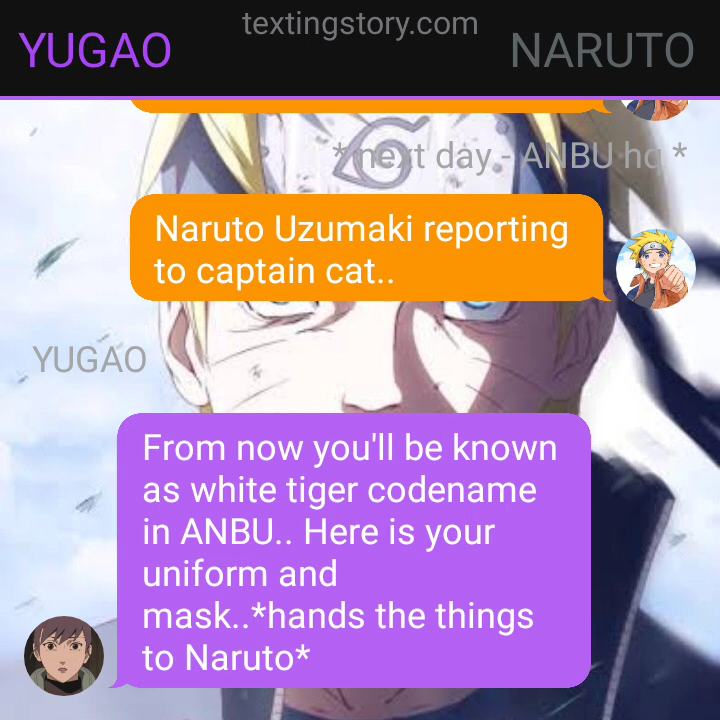 textingstory.com
YUGAO
NARUTO
*next day - ANBU hq *
Naruto Uzumaki reporting
to captain cat..
YUGAO
From now you'll be known
as white tiger codename
in ANBU.. Here is your
uniform and
mask..*hands the things
to Naruto*